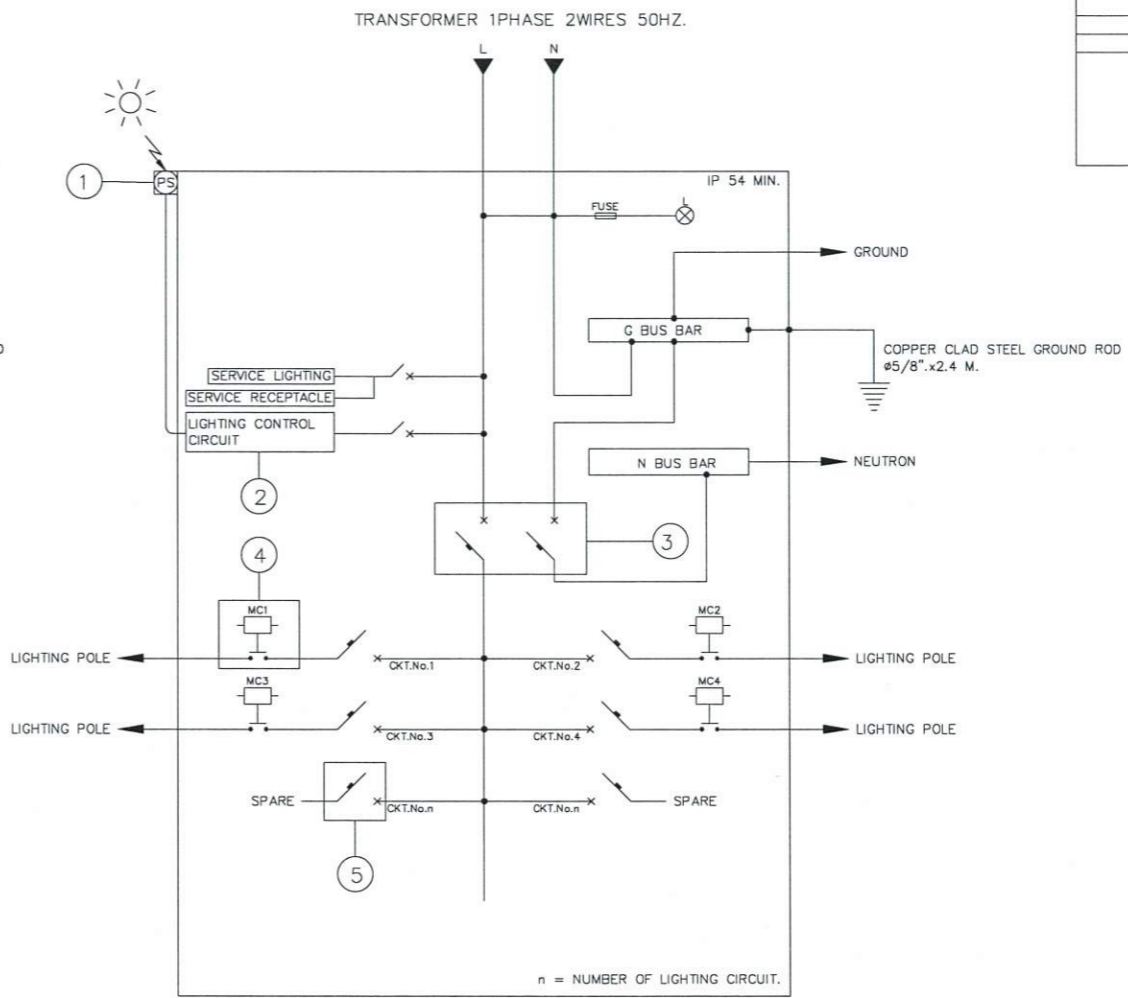 TRANSFORMER 1PHASE 2WIRES 50HZ.
L
N
1
PS
IP 54 MIN.
FUSE
L
GROUND
G BUS BAR
COPPER CLAD STEEL GROUND ROD
ø5/8".x2.4 M.
SERVICE LIGHTING
SERVICE RECEPTACLE
LIGHTING CONTROL
CIRCUIT
N BUS BAR
NEUTRON
2
3
4
MC1
MC2
LIGHTING POLE
CKT.No.1
CKT.No.2
LIGHTING POLE
MC3
MC4
LIGHTING POLE
CKT.No.3
CKT.No.4
LIGHTING POLE
SPARE
CKT.No.n
CKT.No.n
SPARE
5
n = NUMBER OF LIGHTING CIRCUIT.